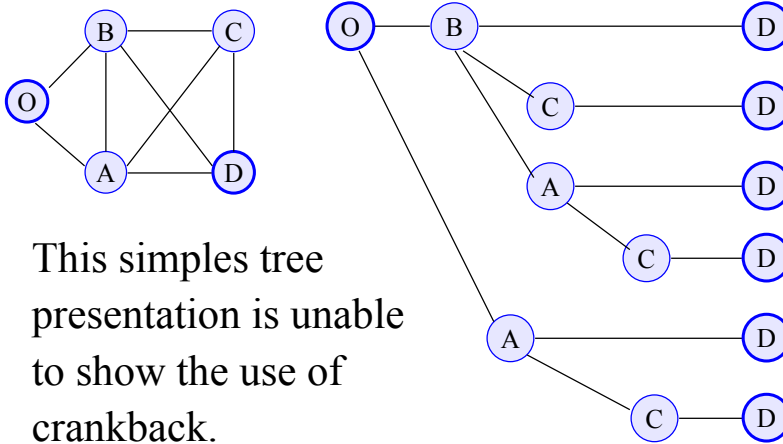 B
C
O
A
D
O
B
D
C
D
A
D
C
D
A
D
C
D
This simples tree
presentation is unable
to show the use of
crankback.